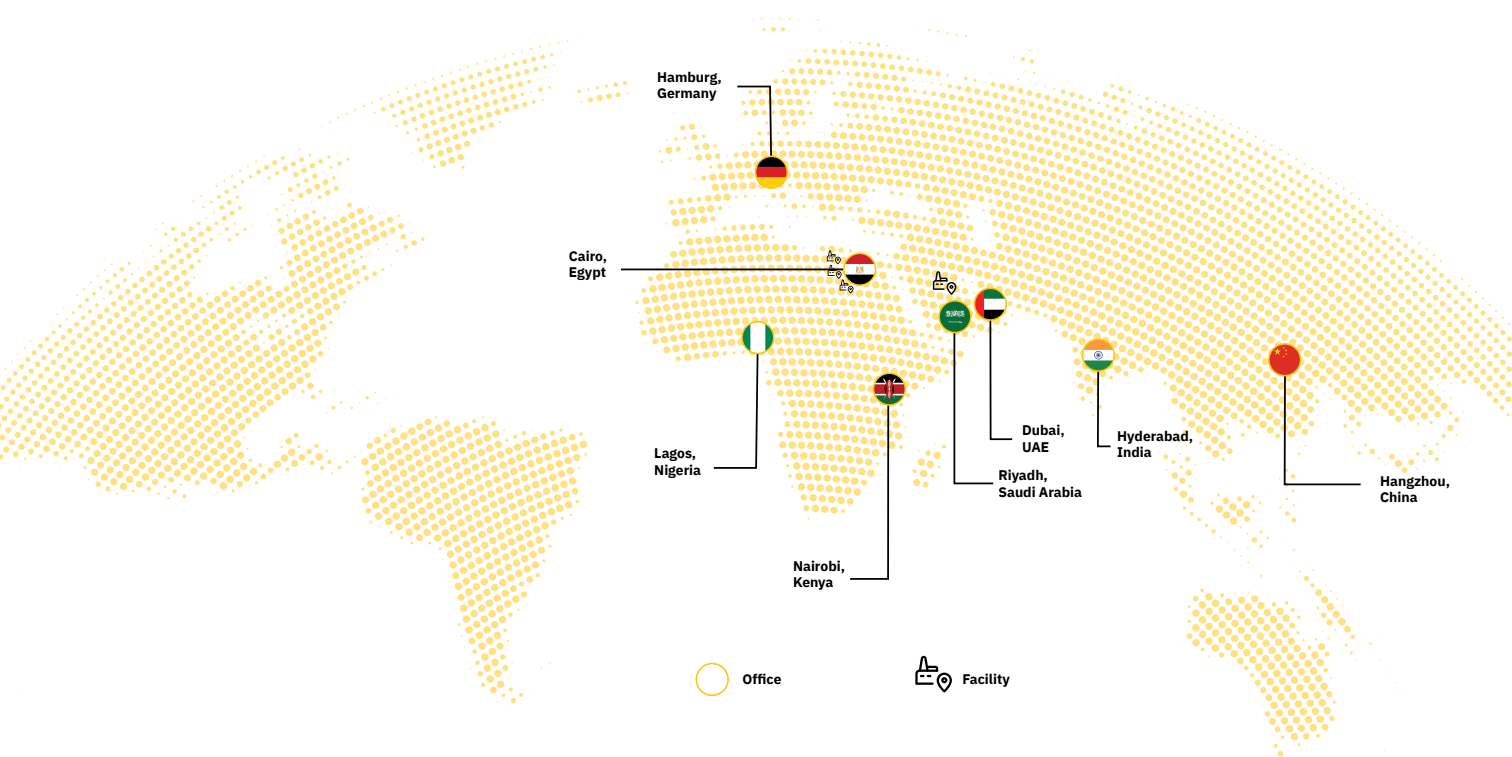 Hamburg,
Germany
Cairo,
Egypt
Lagos,
Nigeria
Dubai,
UAE
Hyderabad,
India
Riyadh,
Saudi Arabia
Hangzhou,
China
Nairobi,
Kenya
Office
Facility